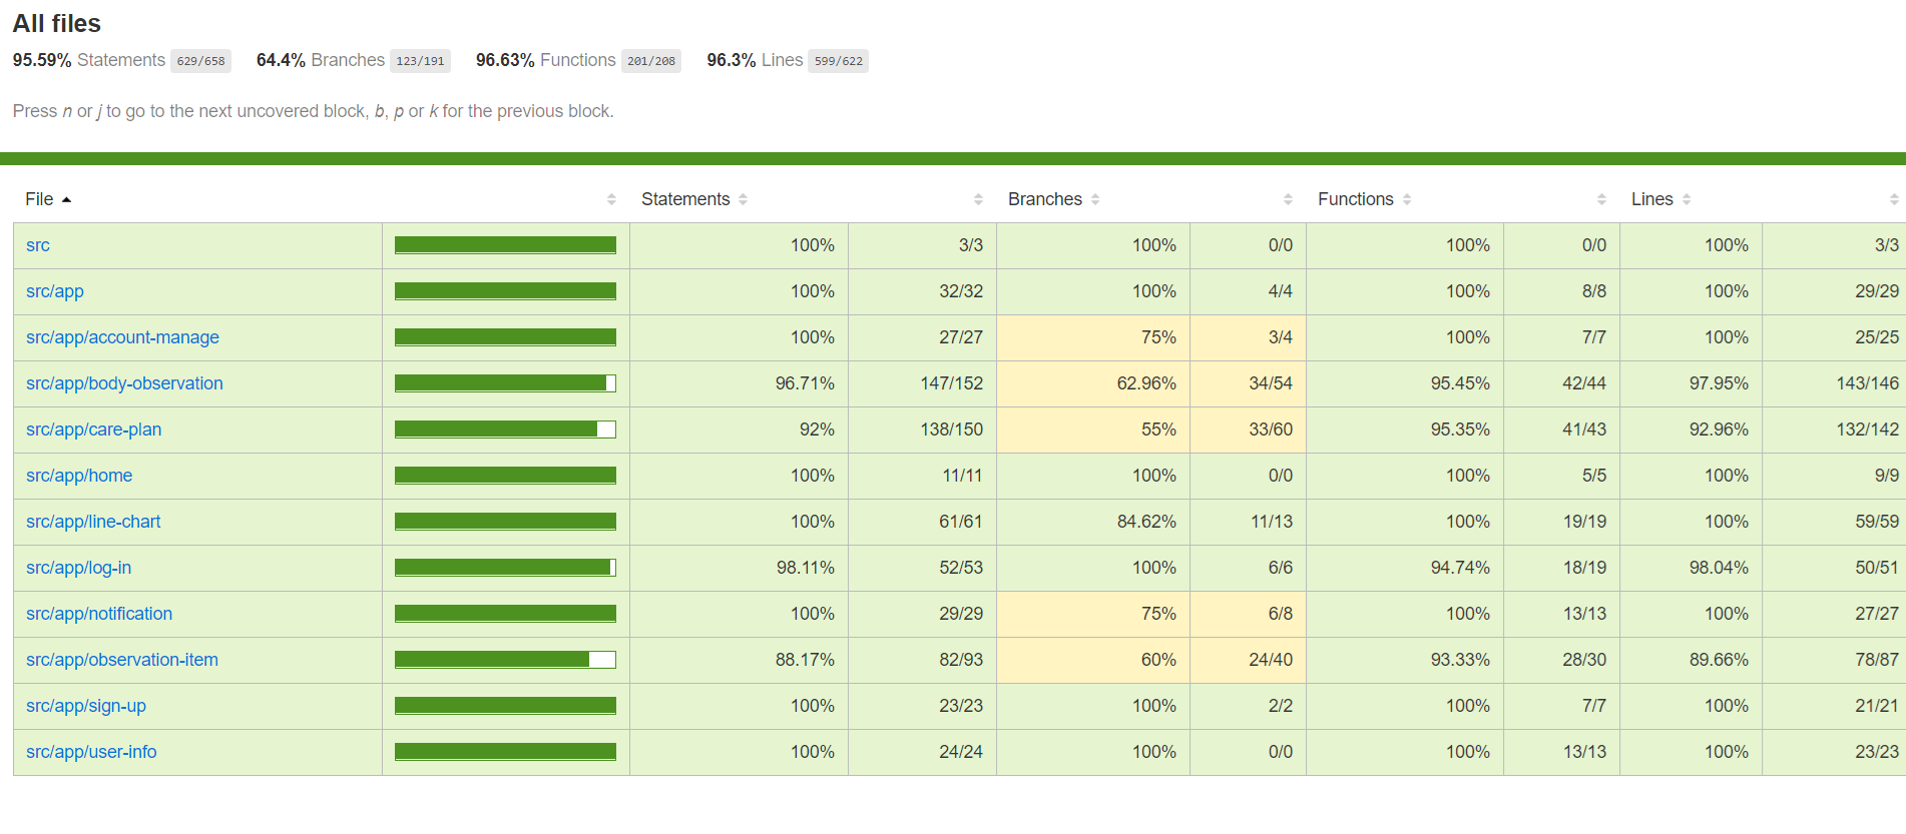 All files
95.59% Statements 629/658 64.4% Branches 123/191 96.63% Functions 201/208 96.3% Lines 599/622
Press n or j to go to the next uncovered block, b, p or k for the previous block.
File Statements Branches Functions Lines
src 100% 3/3 100% 0/0 100% 0/0 100% 3/3
src/app 100% 32/32 100% 4/4 100% 8/8 100% 29/29
src/app/account-manage 100% 27/27 75% 3/4 100% 7/7 100% 25/25
src/app/body-observation 96.71% 147/152 62.96% 34/54 95.45% 42/44 97.95% 143/146
src/app/care-plan 92% 138/150 55% 33/60 95.35% 41/43 92.96% 132/142
src/app/home 100% 11/11 100% 0/0 100% 5/5 100% 9/9
src/app/line-chart 100% 61/61 84.62% 11/13 100% 19/19 100% 59/59
src/app/log-in 98.11% 52/53 100% 6/6 94.74% 18/19 98.04% 50/51
src/app/notification 100% 29/29 75% 6/8 100% 13/13 100% 27/27
src/app/observation-item 88.17% 82/93 60% 24/40 93.33% 28/30 89.66% 78/87
src/app/sign-up 100% 23/23 100% 2/2 100% 7/7 100% 21/21
src/app/user-info 100% 24/24 100% 0/0 100% 13/13 100% 23/23